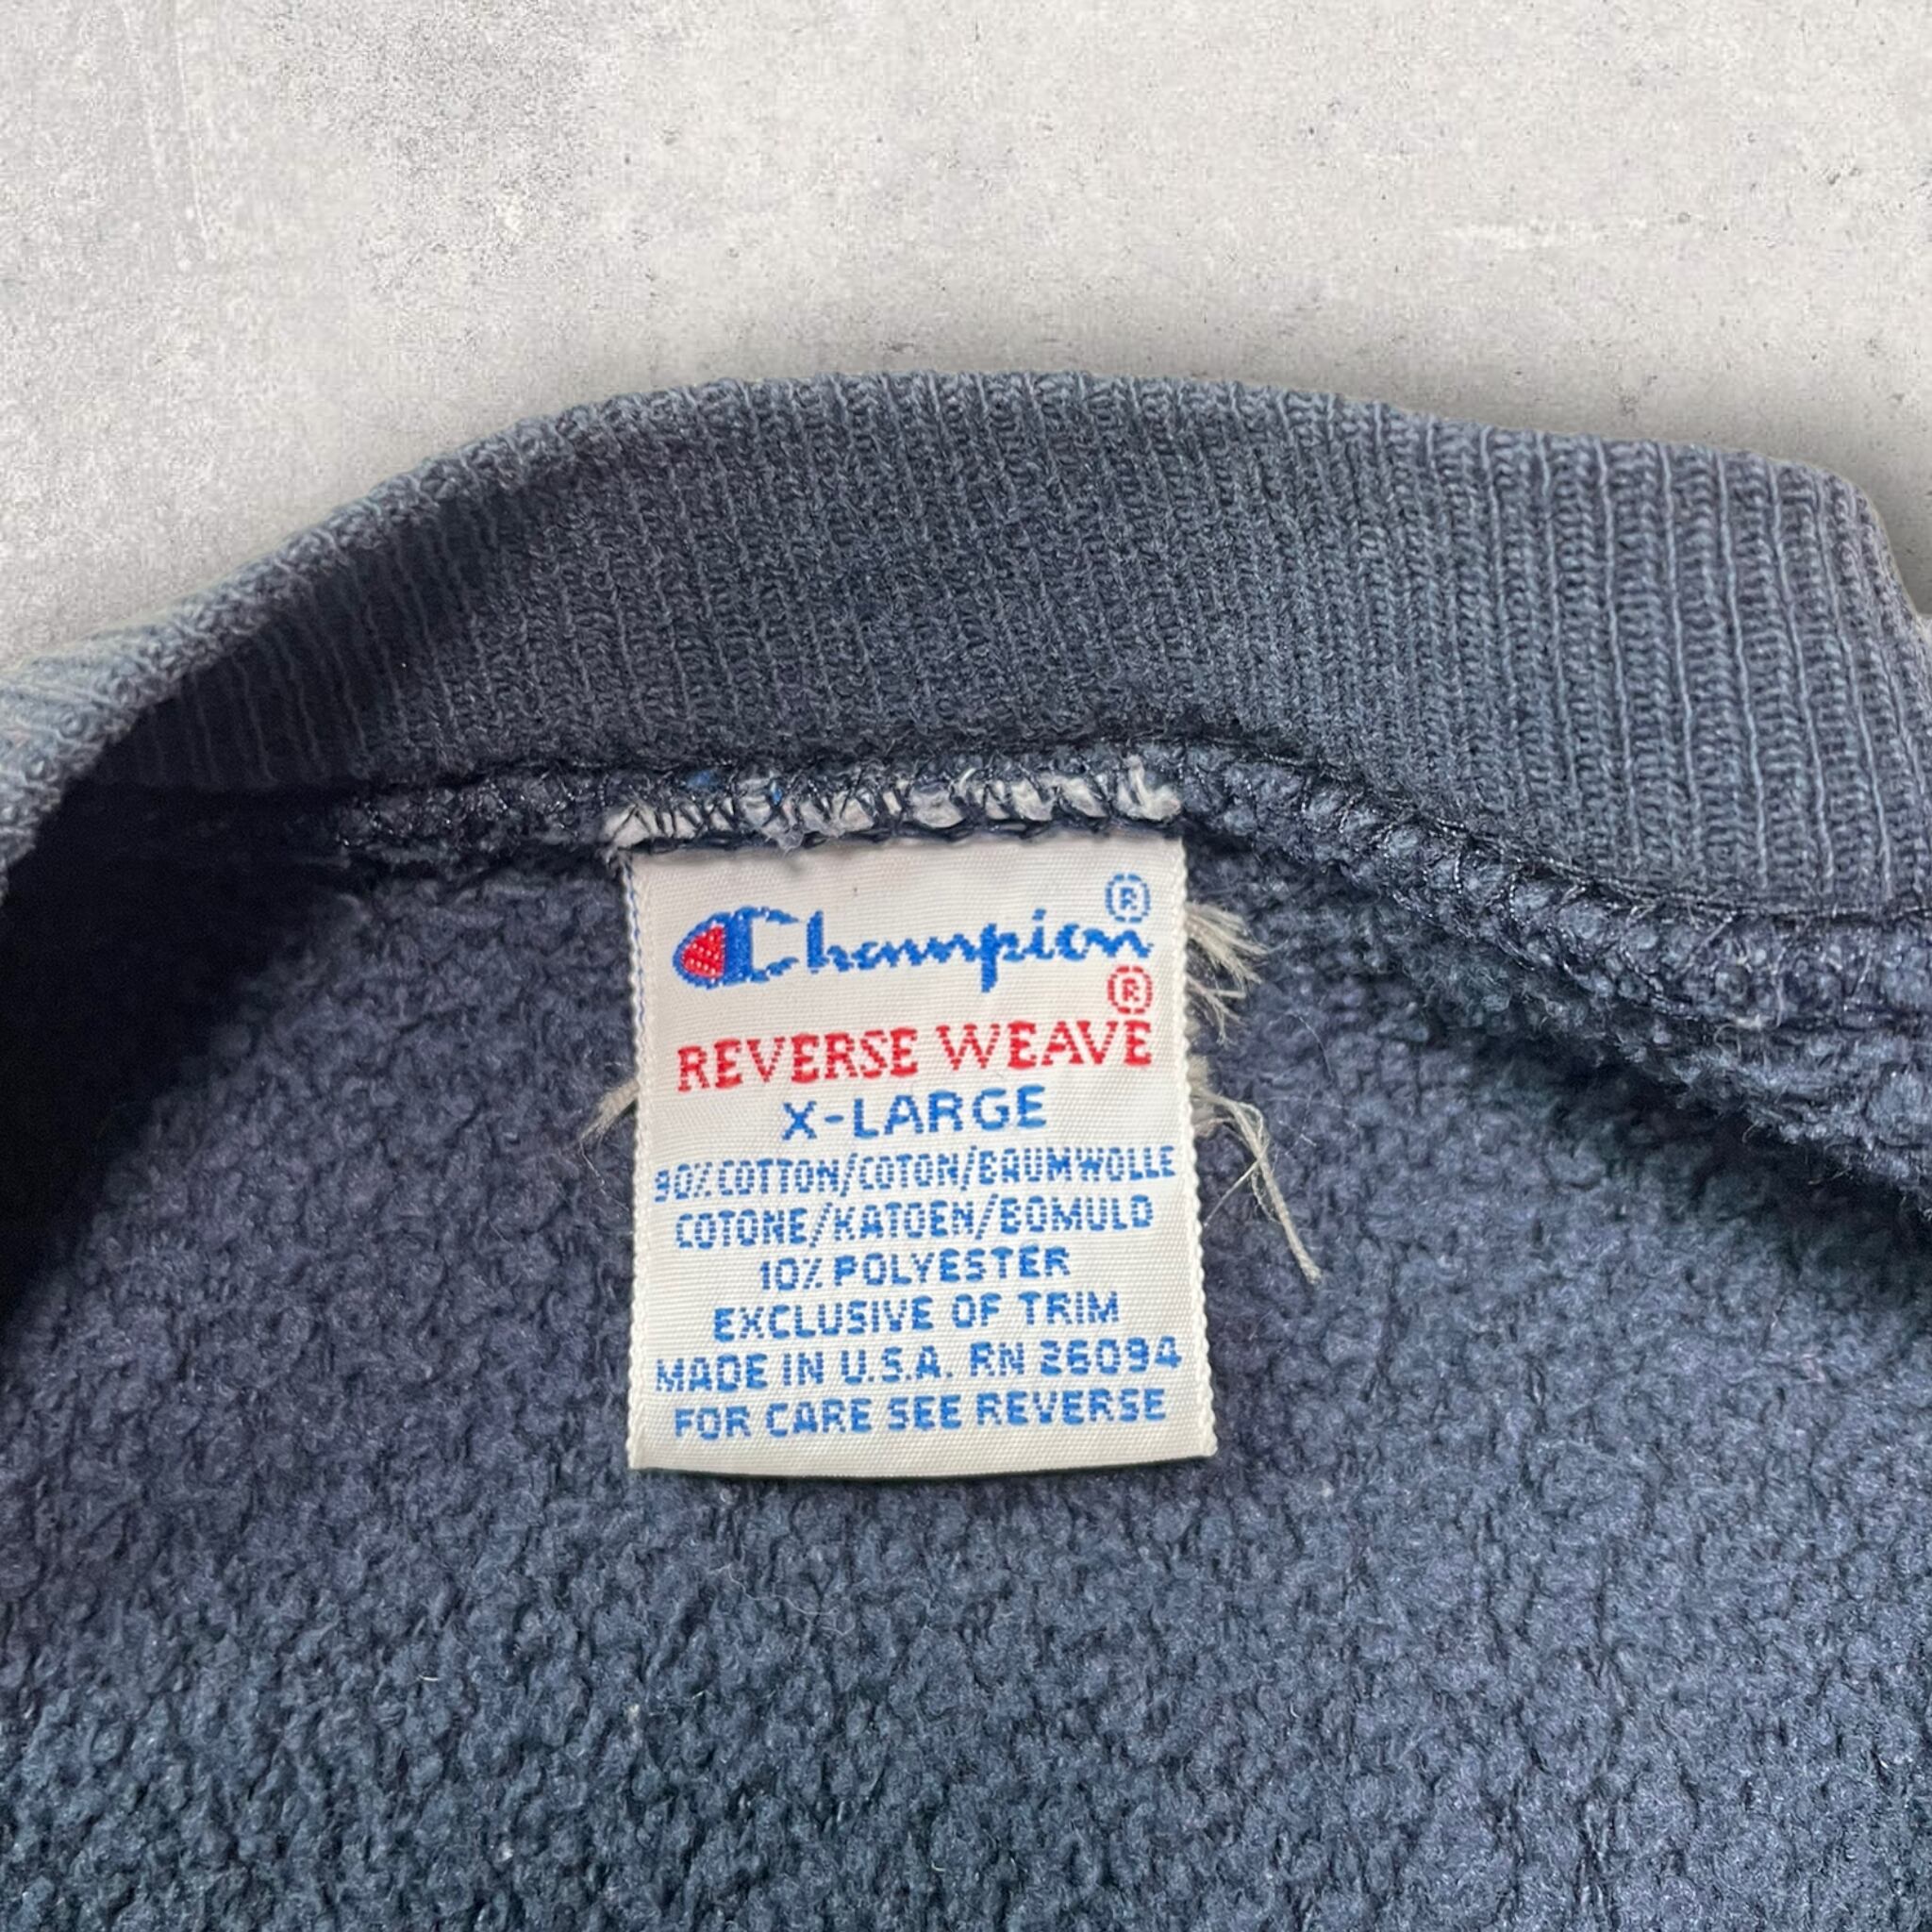 Champion®
REVERSE WEAVE®
X-LARGE
90% COTTON/COTON/BAUMWOLLE
COTONE/KATOEN/BOMULD
10% POLYESTER
EXCLUSIVE OF TRIM
MADE IN U.S.A. RN 26094
FOR CARE SEE REVERSE